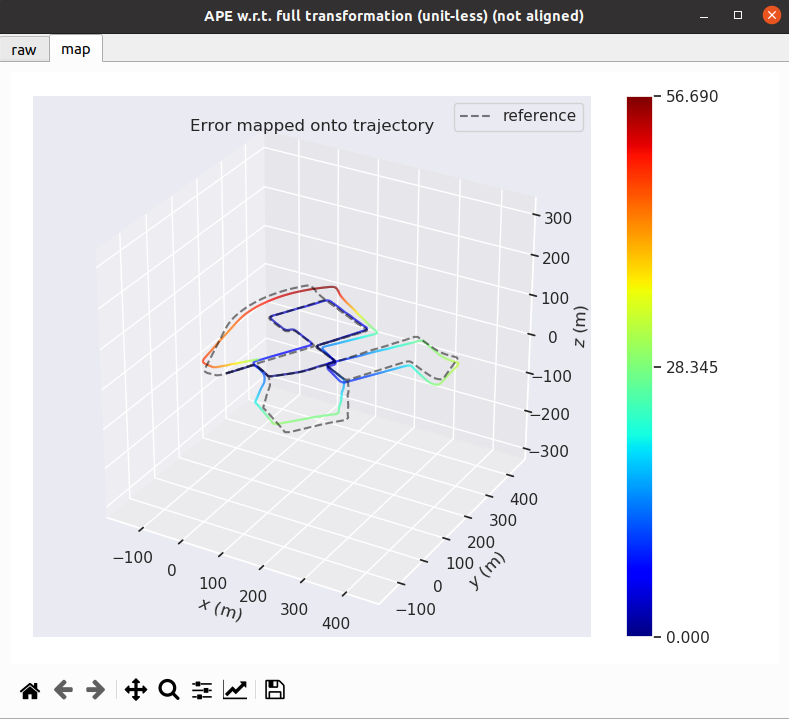 APE w.r.t. full transformation (unit-less) (not aligned)
raw
map
Error mapped onto trajectory
reference
56.690
28.345
0.000
300
200
100
0
−100
−200
−300
z (m)
400
300
200
100
0
−100
y (m)
−100
0
100
200
300
400
x (m)